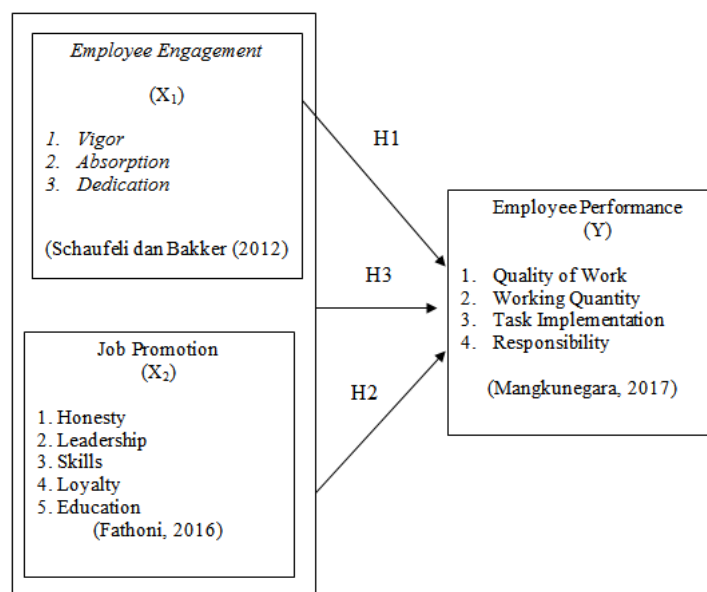 Employee Engagement
(X₁)
1. Vigor
2. Absorption
3. Dedication
(Schaufeli dan Bakker (2012)
H1
Employee Performance
(Y)
1. Quality of Work
2. Working Quantity
3. Task Implementation
4. Responsibility
(Mangkunegara, 2017)
H3
Job Promotion
(X₂)
1. Honesty
2. Leadership
3. Skills
4. Loyalty
5. Education
(Fathoni, 2016)
H2